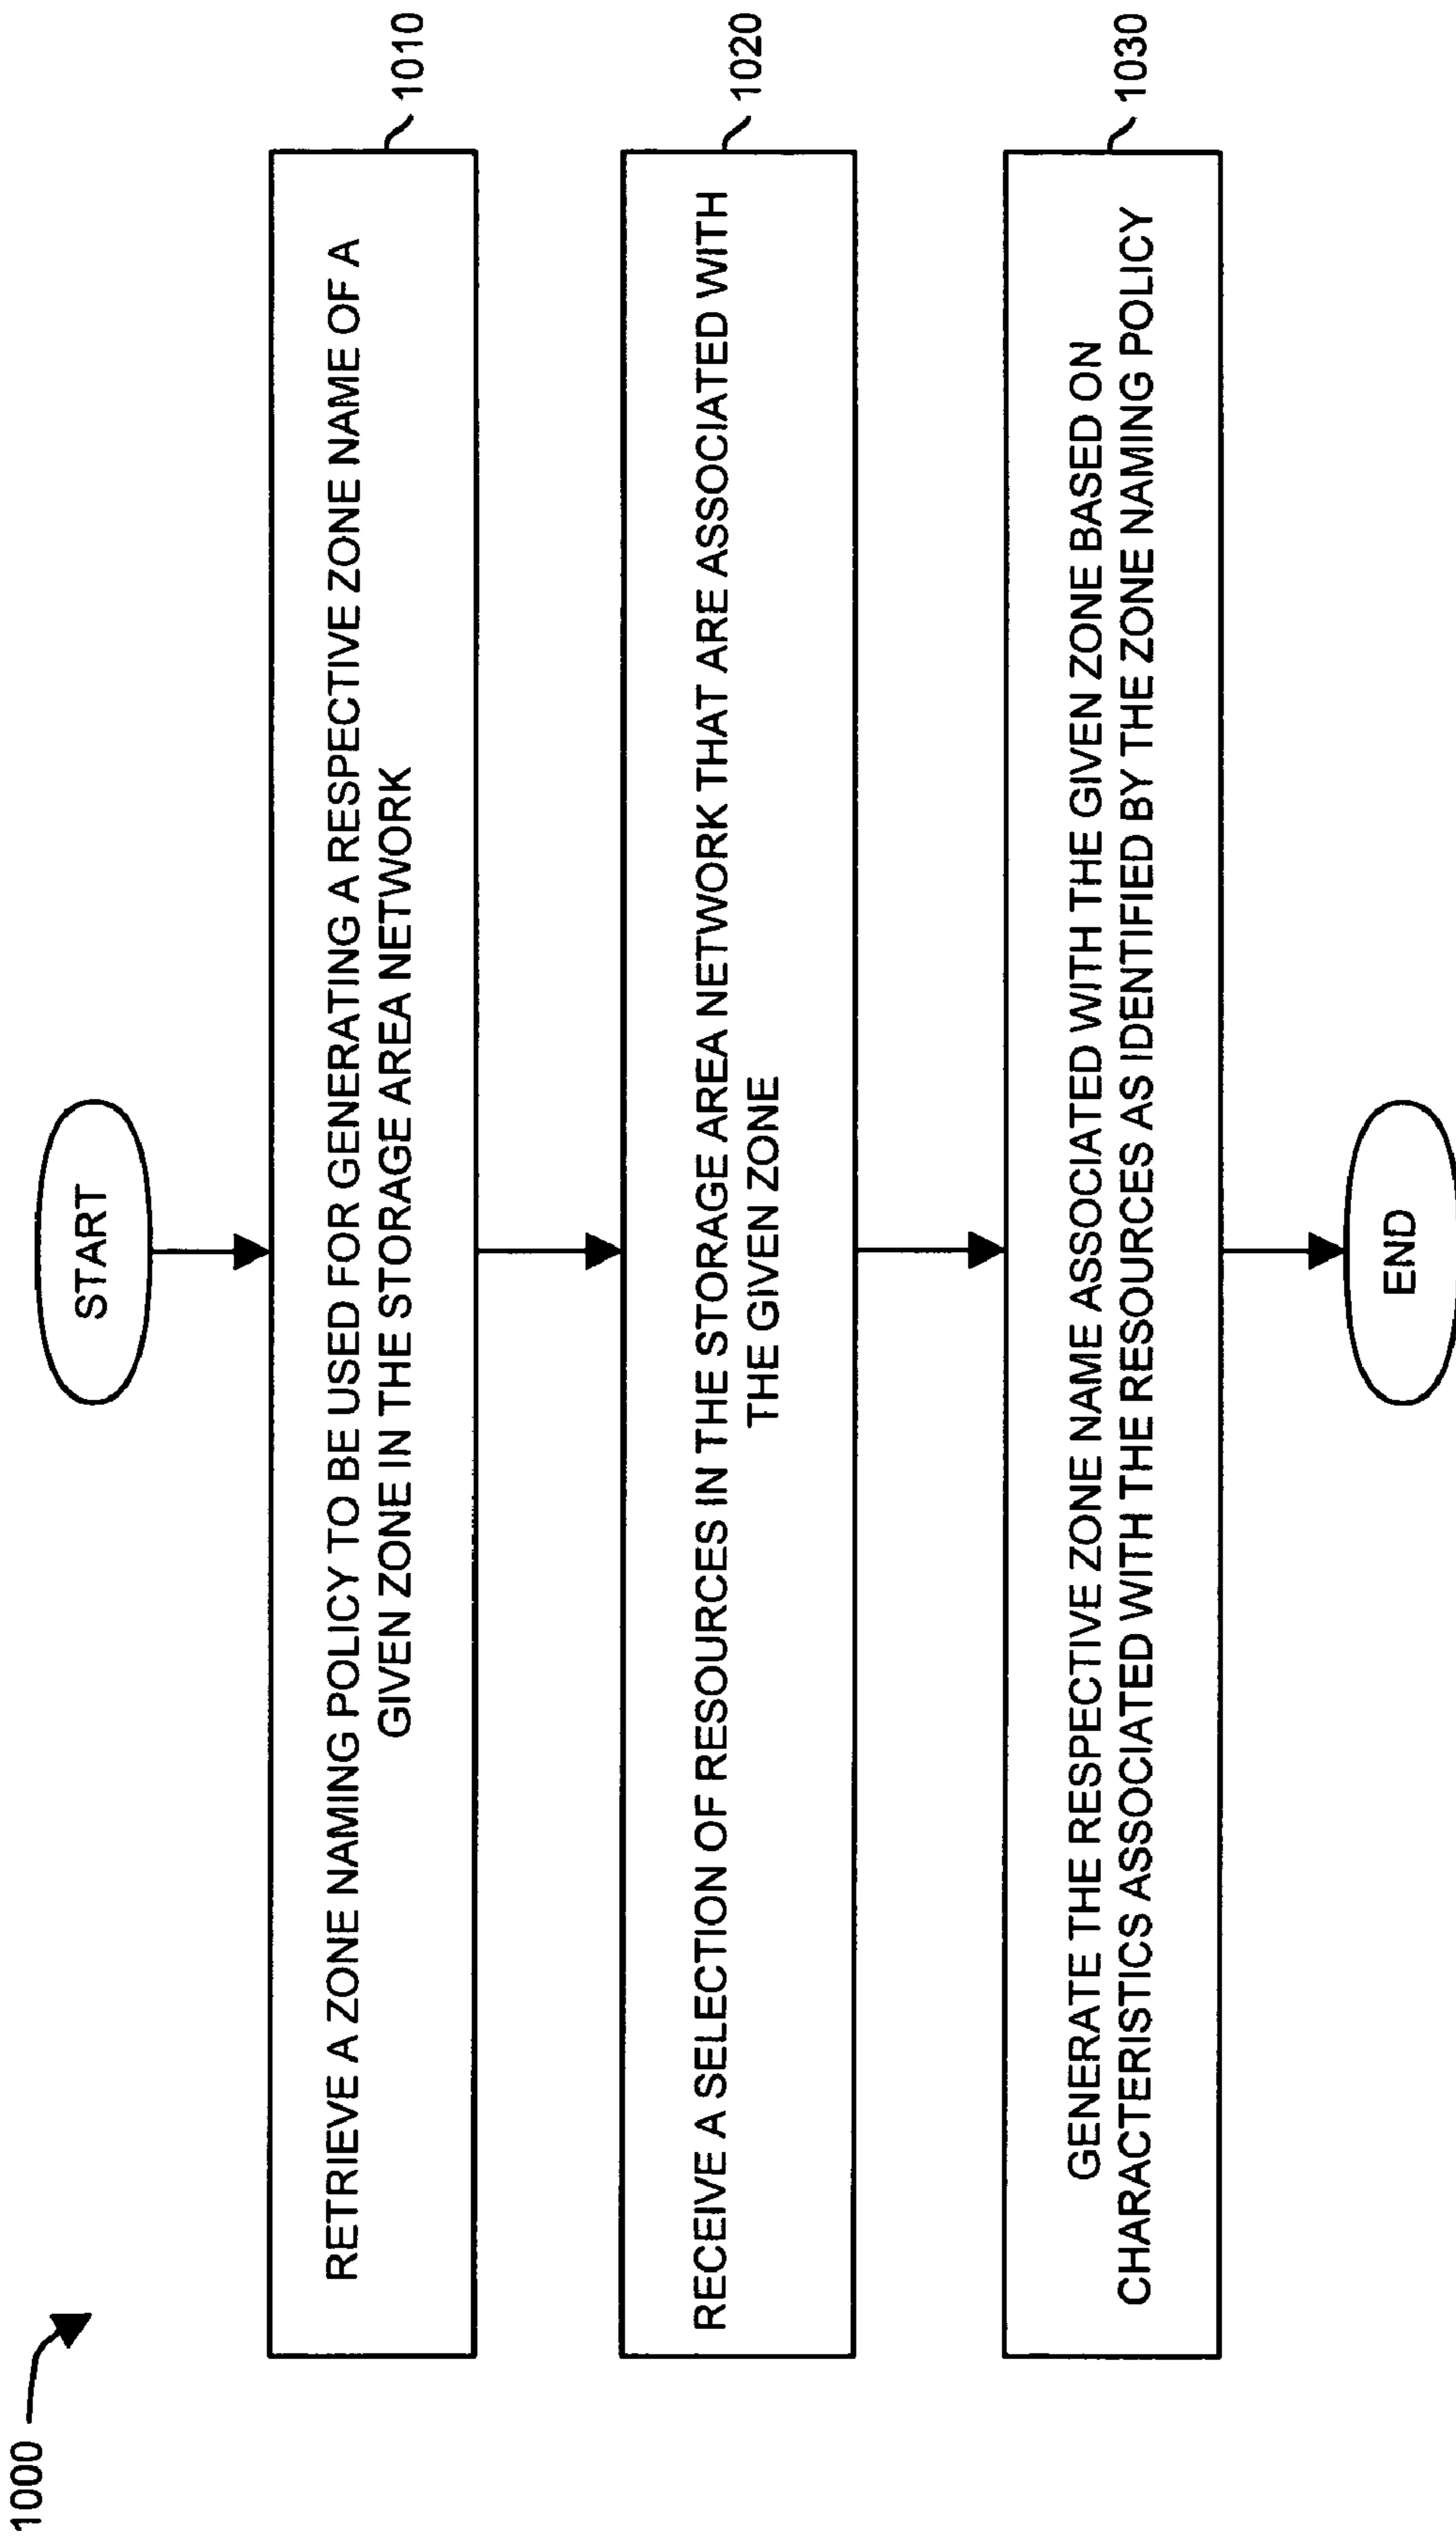 1000
START
RETRIEVE A ZONE NAMING POLICY TO BE USED FOR GENERATING A RESPECTIVE ZONE NAME OF A
GIVEN ZONE IN THE STORAGE AREA NETWORK
1010
RECEIVE A SELECTION OF RESOURCES IN THE STORAGE AREA NETWORK THAT ARE ASSOCIATED WITH
THE GIVEN ZONE
1020
GENERATE THE RESPECTIVE ZONE NAME ASSOCIATED WITH THE GIVEN ZONE BASED ON
CHARACTERISTICS ASSOCIATED WITH THE RESOURCES AS IDENTIFIED BY THE ZONE NAMING POLICY
1030
END